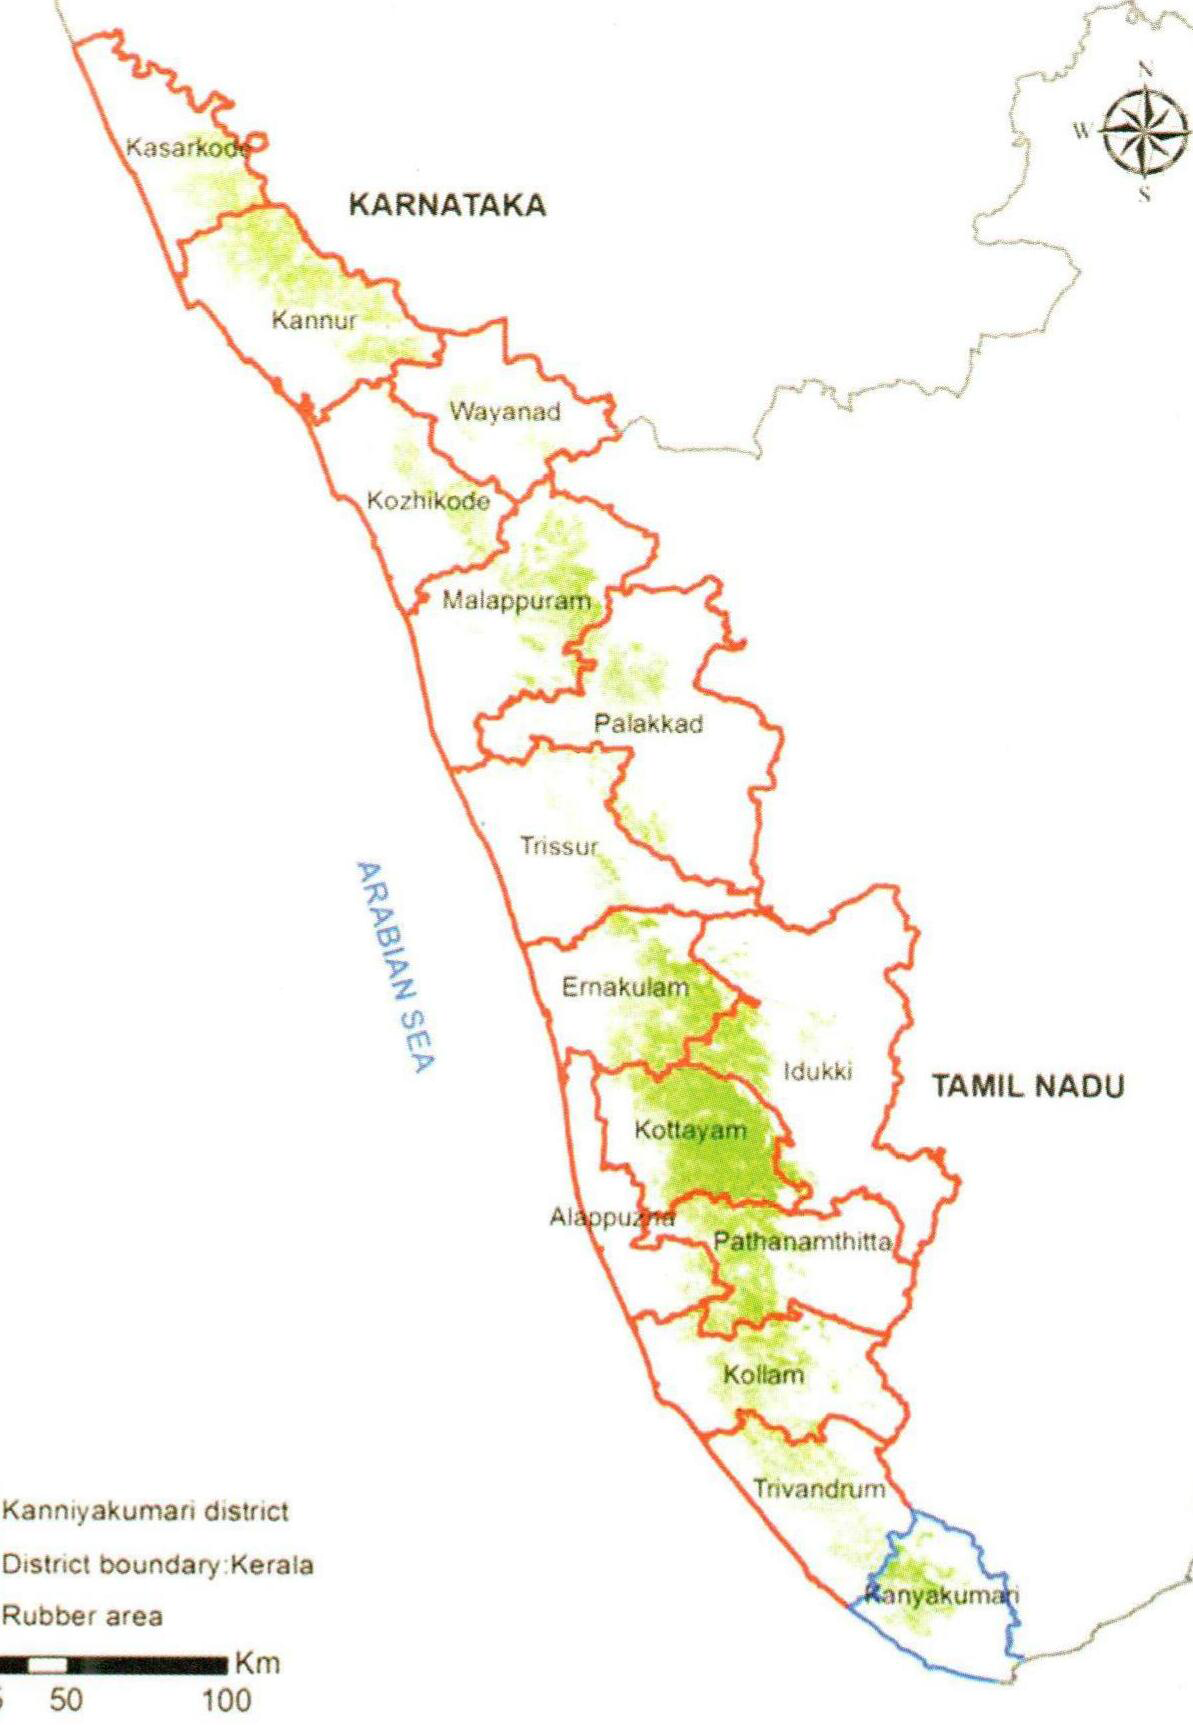 N
W
S
Kasarkode
KARNATAKA
Kannur
Wayanad
Kozhikode
Malappuram
Palakkad
Trissur
ARABIAN SEA
Ernakulam
Idukki
TAMIL NADU
Kottayam
Alappuzha
Pathanamthitta
Kollam
Trivandrum
Kanyakumari
Kanniyakumari district
District boundary:Kerala
Rubber area
Km
50 100